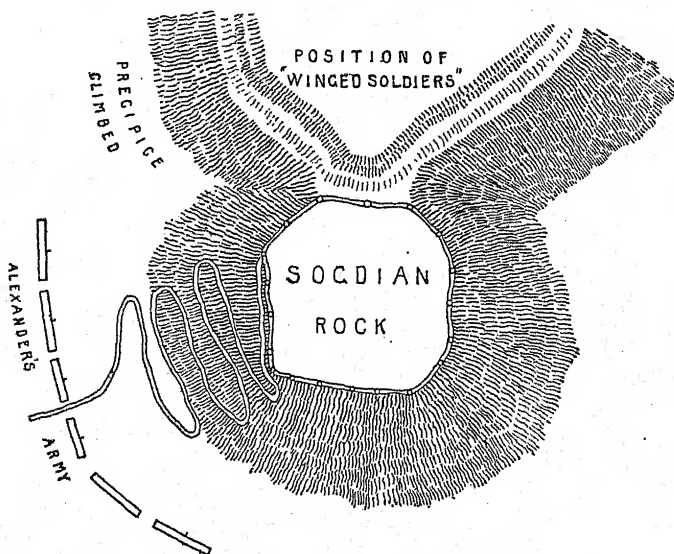 POSITION OF
"WINGED SOLDIERS"
PRECIPICE
CLIMBED
SOGDIAN
ROCK
ALEXANDER'S
ARMY